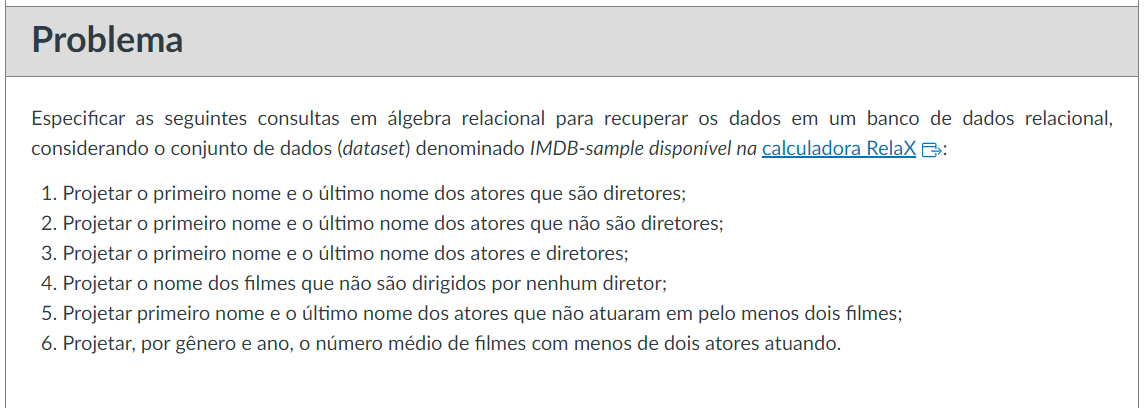 Problema
Especificar as seguintes consultas em álgebra relacional para recuperar os dados em um banco de dados relacional,
considerando o conjunto de dados (dataset) denominado IMDB-sample disponível na calculadora RelaX:
1. Projetar o primeiro nome e o último nome dos atores que são diretores;
2. Projetar o primeiro nome e o último nome dos atores que não são diretores;
3. Projetar o primeiro nome e o último nome dos atores e diretores;
4. Projetar o nome dos filmes que não são dirigidos por nenhum diretor;
5. Projetar primeiro nome e o último nome dos atores que não atuaram em pelo menos dois filmes;
6. Projetar, por gênero e ano, o número médio de filmes com menos de dois atores atuando.